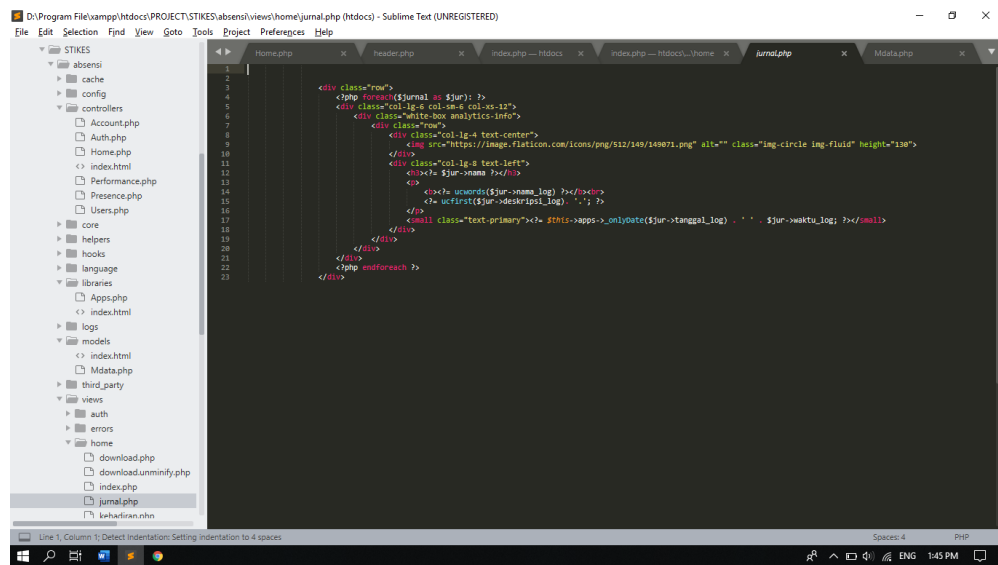 D:\Program File\xampp\htdocs\PROJECT\STIKES\absensi\views\home\jurnal.php (htdocs) - Sublime Text (UNREGISTERED)
File Edit Selection Find View Goto Tools Project Preferences Help
STIKES
absensi
cache
config
controllers
Account.php
Auth.php
Home.php
index.html
Performance.php
Presence.php
Users.php
core
helpers
hooks
language
libraries
Apps.php
index.html
logs
models
index.html
Mdata.php
third_party
views
auth
errors
home
download.php
download.unminify.php
index.php
jurnal.php
kehadiran.php
Home.php header.php index.php — htdocs index.php — htdocs\...\home jurnal.php Mdata.php
1
2
3 <div class="row">
4 <?php foreach($jurnal as $jur): ?>
5 <div class="col-lg-6 col-sm-6 col-xs-12">
6 <div class="white-box analytics-info">
7 <div class="row">
8 <div class="col-lg-4 text-center">
9 <img src="https://image.flaticon.com/icons/png/512/149/149071.png" alt="" class="img-circle img-fluid" height="130">
10 </div>
11 <div class="col-lg-8 text-left">
12 <h3><?= $jur->nama ?></h3>
13 <p>
14 <b><?= ucwords($jur->nama_log) ?></b><br>
15 <?= ucfirst($jur->deskripsi_log). '.'; ?>
16 </p>
17 <small class="text-primary"><?= $this->apps->_onlyDate($jur->tanggal_log) . ' ' . $jur->waktu_log; ?></small>
18 </div>
19 </div>
20 </div>
21 </div>
22 <?php endforeach ?>
23 </div>
Line 1, Column 1; Detect Indentation: Setting indentation to 4 spaces Spaces: 4 PHP
ENG 1:45 PM